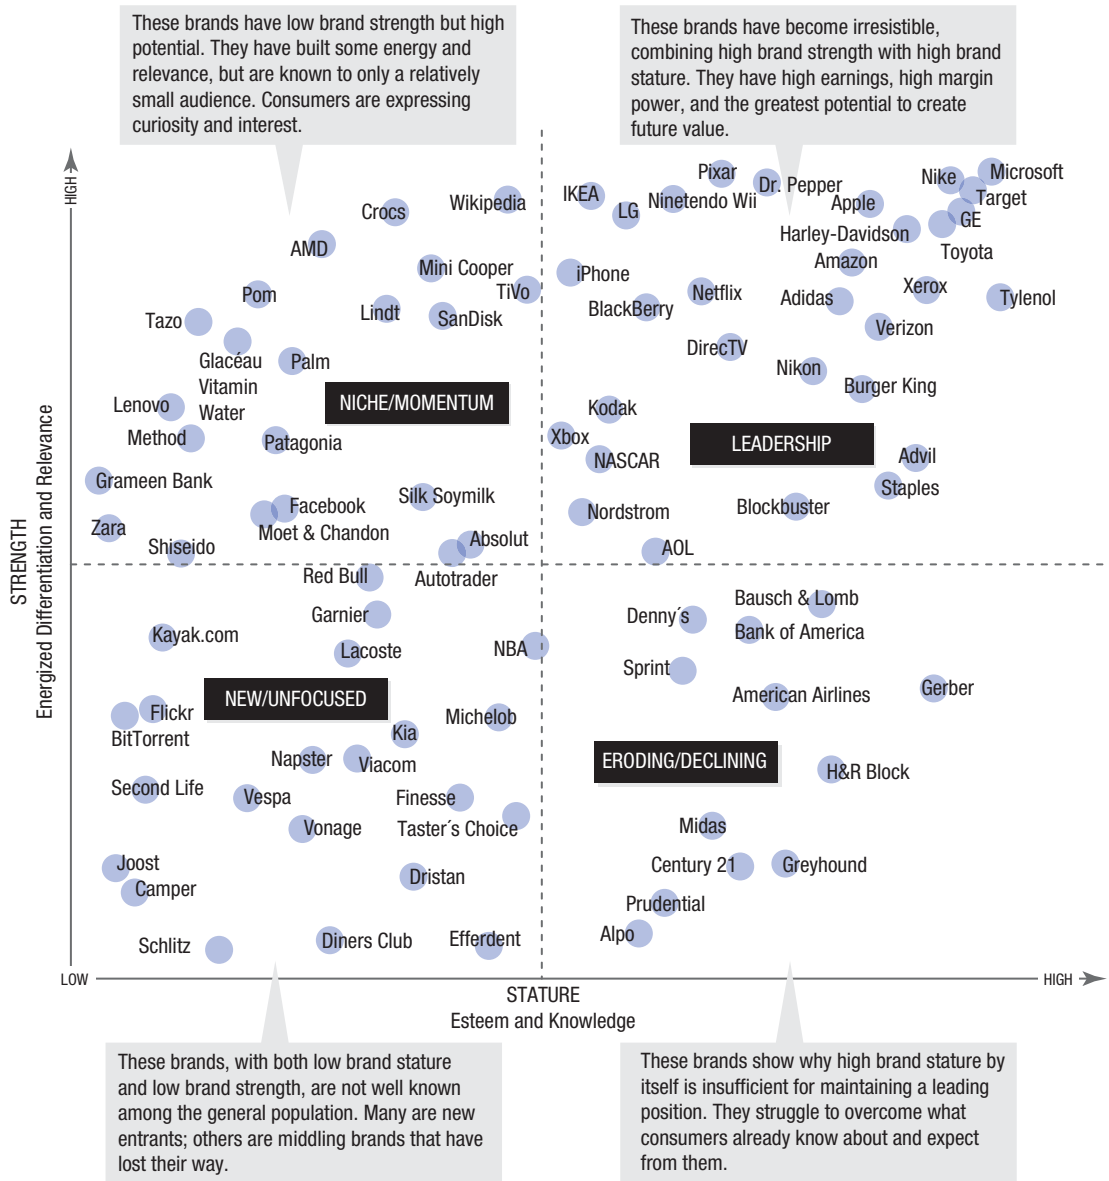 These brands have low brand strength but high
potential. They have built some energy and
relevance, but are known to only a relatively
small audience. Consumers are expressing
curiosity and interest.
These brands have become irresistible,
combining high brand strength with high brand
stature. They have high earnings, high margin
power, and the greatest potential to create
future value.
HIGH
STRENGTH
Energized Differentiation and Relevance
LOW
Crocs
Wikipedia
AMD
Mini Cooper
TiVo
Pom
Lindt
SanDisk
Tazo
Glacéau
Vitamin
Water
Palm
NICHE/MOMENTUM
Lenovo
Method
Patagonia
Grameen Bank
Silk Soymilk
Facebook
Moet & Chandon
Zara
Shiseido
Absolut
Autotrader
IKEA
LG
Ninetendo Wii
Pixar
Dr. Pepper
Apple
Nike
Microsoft
Target
GE
Harley-Davidson
Toyota
Amazon
iPhone
BlackBerry
Netflix
Adidas
Xerox
Tylenol
Verizon
DirecTV
Nikon
Burger King
Kodak
Xbox
NASCAR
LEADERSHIP
Advil
Staples
Nordstrom
Blockbuster
AOL
Red Bull
Garnier
Kayak.com
Lacoste
NBA
NEW/UNFOCUSED
Flickr
BitTorrent
Michelob
Kia
Napster
Viacom
Second Life
Vespa
Finesse
Vonage
Taster´s Choice
Joost
Camper
Dristan
Schlitz
Diners Club
Efferdent
Bausch & Lomb
Denny´s
Bank of America
Sprint
American Airlines
Gerber
ERODING/DECLINING
H&R Block
Midas
Century 21
Greyhound
Prudential
Alpo
HIGH
STATURE
Esteem and Knowledge
These brands, with both low brand stature
and low brand strength, are not well known
among the general population. Many are new
entrants; others are middling brands that have
lost their way.
These brands show why high brand stature by
itself is insufficient for maintaining a leading
position. They struggle to overcome what
consumers already know about and expect
from them.